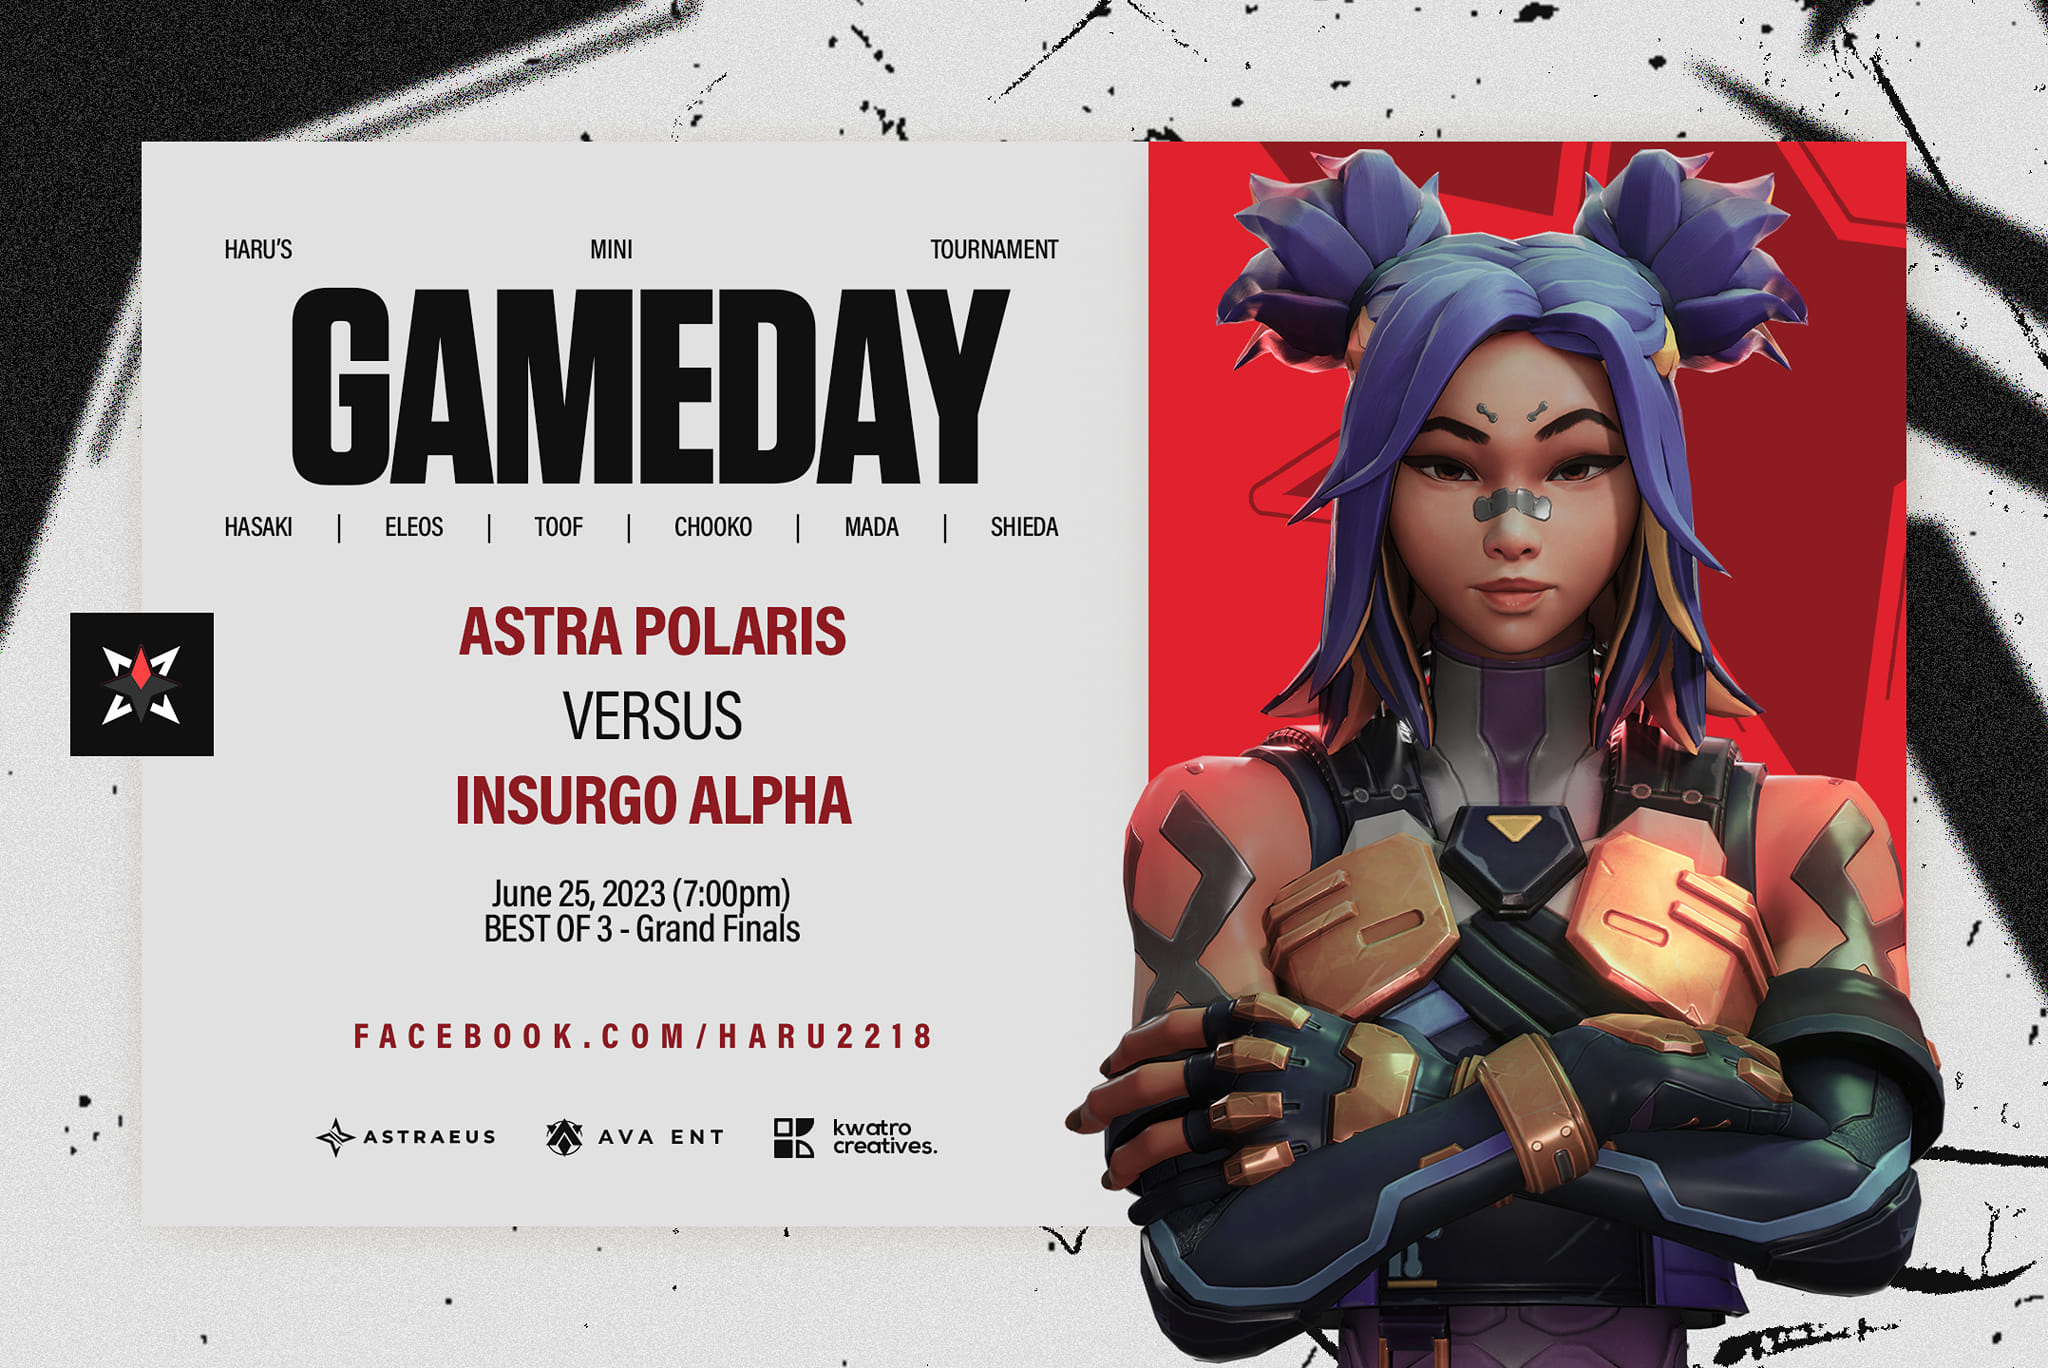 HARU'S MINI TOURNAMENT
GAMEDAY
HASAKI | ELEOS | TOOF | CHOOKO | MADA | SHIEDA
ASTRA POLARIS
VERSUS
INSURGO ALPHA
June 25, 2023 (7:00pm)
BEST OF 3 - Grand Finals
FACEBOOK.COM/HARU2218
ASTRAEUS AVA ENT kwatro
creatives.